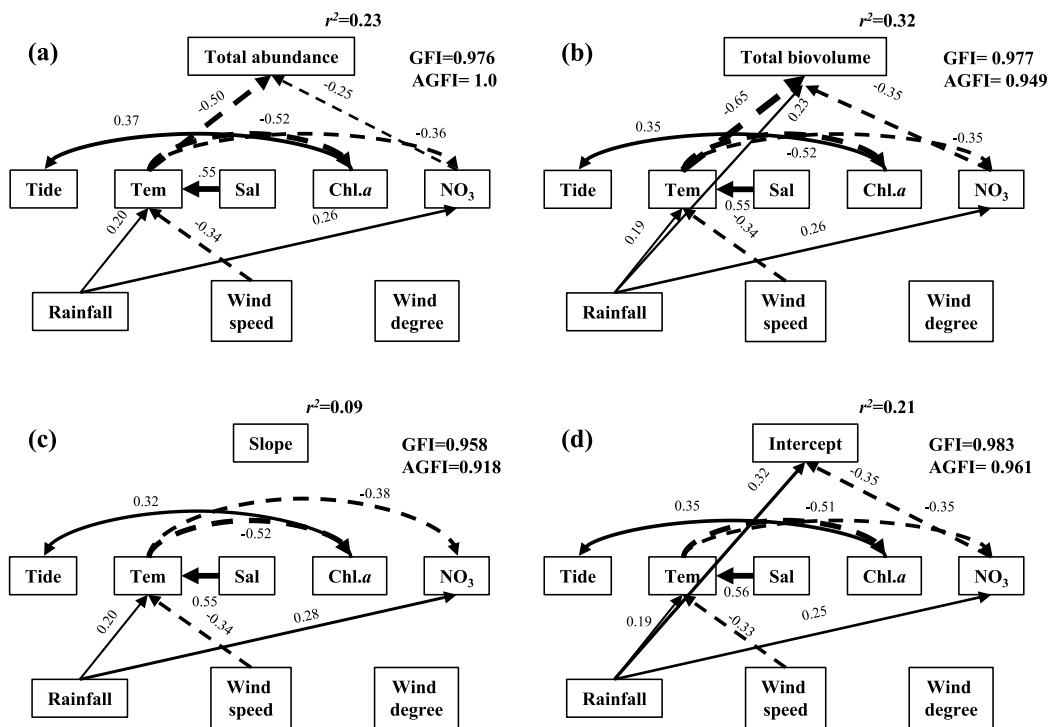 (a)
r²=0.23
Total abundance
GFI=0.976
AGFI= 1.0
-0.50
-0.25
0.37
-0.52
-0.36
Tide
Tem
.55
Sal
Chl.a
NO₃
0.20
-0.34
0.26
Rainfall
Wind
speed
Wind
degree
(b)
r²=0.32
Total biovolume
GFI= 0.977
AGFI= 0.949
-0.65
0.23
-0.35
0.35
-0.52
-0.35
Tide
Tem
0.55
Sal
Chl.a
NO₃
0.19
-0.34
0.26
Rainfall
Wind
speed
Wind
degree
(c)
r²=0.09
Slope
GFI=0.958
AGFI=0.918
0.32
-0.52
-0.38
Tide
Tem
0.55
Sal
Chl.a
NO₃
0.20
-0.34
0.28
Rainfall
Wind
speed
Wind
degree
(d)
r²=0.21
Intercept
GFI=0.983
AGFI= 0.961
0.32
-0.35
0.35
-0.51
-0.35
Tide
Tem
0.56
Sal
Chl.a
NO₃
0.19
-0.33
0.25
Rainfall
Wind
speed
Wind
degree